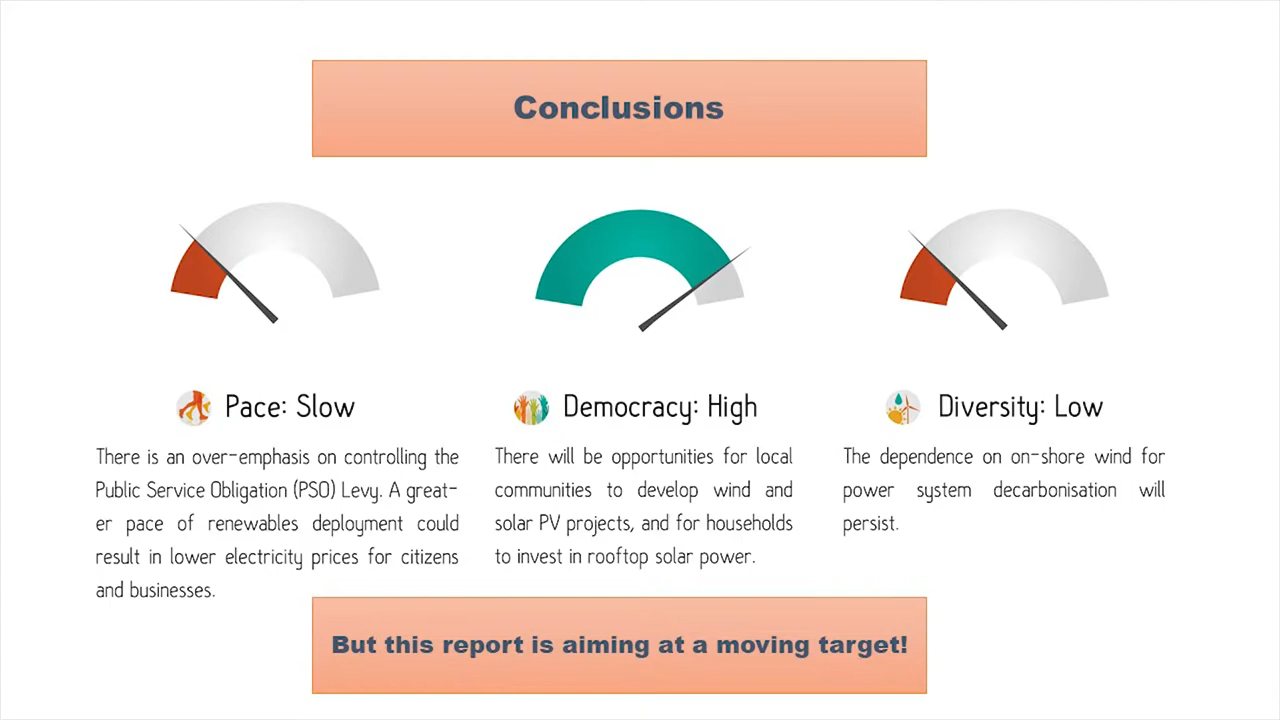 Conclusions
Pace: Slow
There is an over-emphasis on controlling the
Public Service Obligation (PSO) Levy. A great-
er pace of renewables deployment could
result in lower electricity prices for citizens
and businesses.
Democracy: High
There will be opportunities for local
communities to develop wind and
solar PV projects, and for households
to invest in rooftop solar power.
Diversity: Low
The dependence on on-shore wind for
power system decarbonisation will
persist.
But this report is aiming at a moving target!